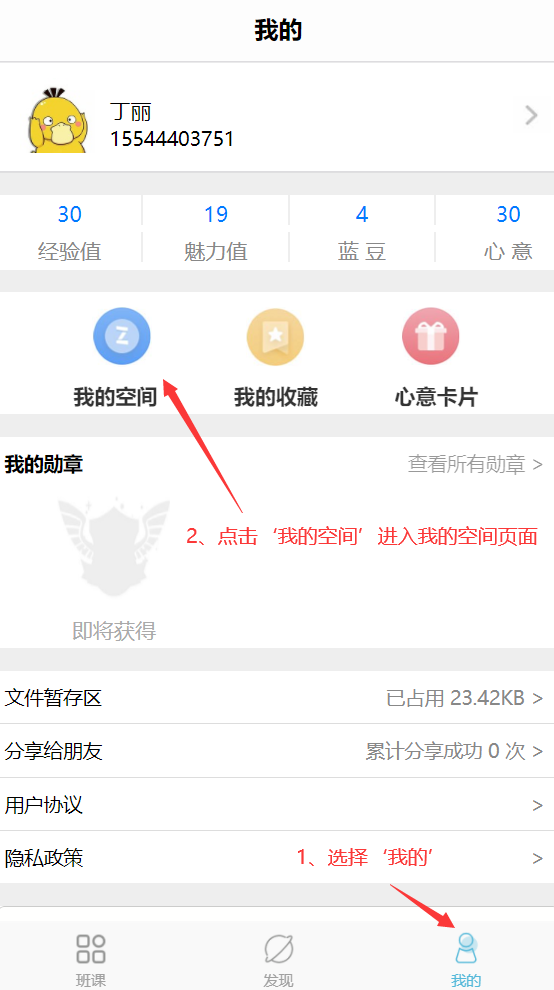 我的
丁丽
15544403751
30 19 4 30
经验值 魅力值 蓝 豆 心 意
Z
我的空间 我的收藏 心意卡片
我的勋章 查看所有勋章 >
2、点击‘我的空间’进入我的空间页面
即将获得
文件暂存区 已占用 23.42KB >
分享给朋友 累计分享成功 0 次 >
用户协议 >
隐私政策 1、选择‘我的’ >
班课 发现 我的